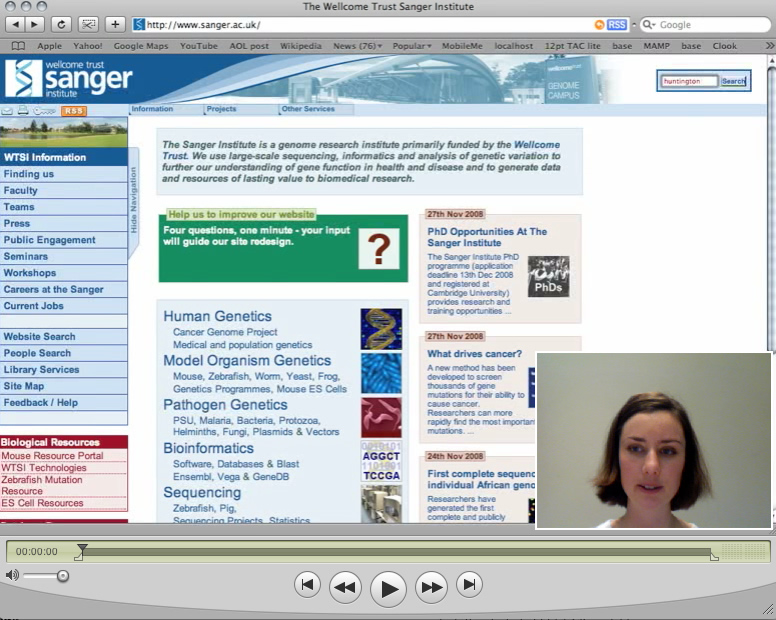 The Wellcome Trust Sanger Institute
http://www.sanger.ac.uk/
RSS
Google
Apple Yahoo! Google Maps YouTube AOL post Wikipedia News (76) Popular MobileMe localhost 12pt TAC lite base MAMP base Clook
wellcome trust
sanger
institute
GENOME
CAMPUS
huntington
Search
RSS
Information Projects Other Services
WTSI Information
Finding us
Faculty
Teams
Press
Public Engagement
Seminars
Workshops
Careers at the Sanger
Current Jobs
Website Search
People Search
Library Services
Site Map
Feedback / Help
Biological Resources
Mouse Resource Portal
WTSI Technologies
Zebrafish Mutation
Resource
ES Cell Resources
Hide Navigation
The Sanger Institute is a genome research institute primarily funded by the Wellcome
Trust. We use large-scale sequencing, informatics and analysis of genetic variation to
further our understanding of gene function in health and disease and to generate data
and resources of lasting value to biomedical research.
Help us to improve our website
Four questions, one minute - your input
will guide our site redesign.
?
Human Genetics
Cancer Genome Project
Medical and population genetics
Model Organism Genetics
Mouse, Zebrafish, Worm, Yeast, Frog,
Genetics Programmes, Mouse ES Cells
Pathogen Genetics
PSU, Malaria, Bacteria, Protozoa,
Helminths, Fungi, Plasmids & Vectors
Bioinformatics
Software, Databases & Blast
Ensembl, Vega & GeneDB
AGGCT
TCCGA
Sequencing
Zebrafish, Pig,
Sequencing Projects, Statistics
27th Nov 2008
PhD Opportunities At The
Sanger Institute
The Sanger Institute PhD
programme (application
deadline 13th Dec 2008
and registered at
Cambridge University)
provides research and
training opportunities ...
PhDs
27th Nov 2008
What drives cancer?
A new method has been
developed to screen
thousands of gene
mutations for their ability to
cause cancer.
Researchers can more
rapidly find the most important
mutations. ...
24th Nov 2008
First complete sequenc
individual African geno
Researchers have
generated the first
complete and publicly
00:00:00